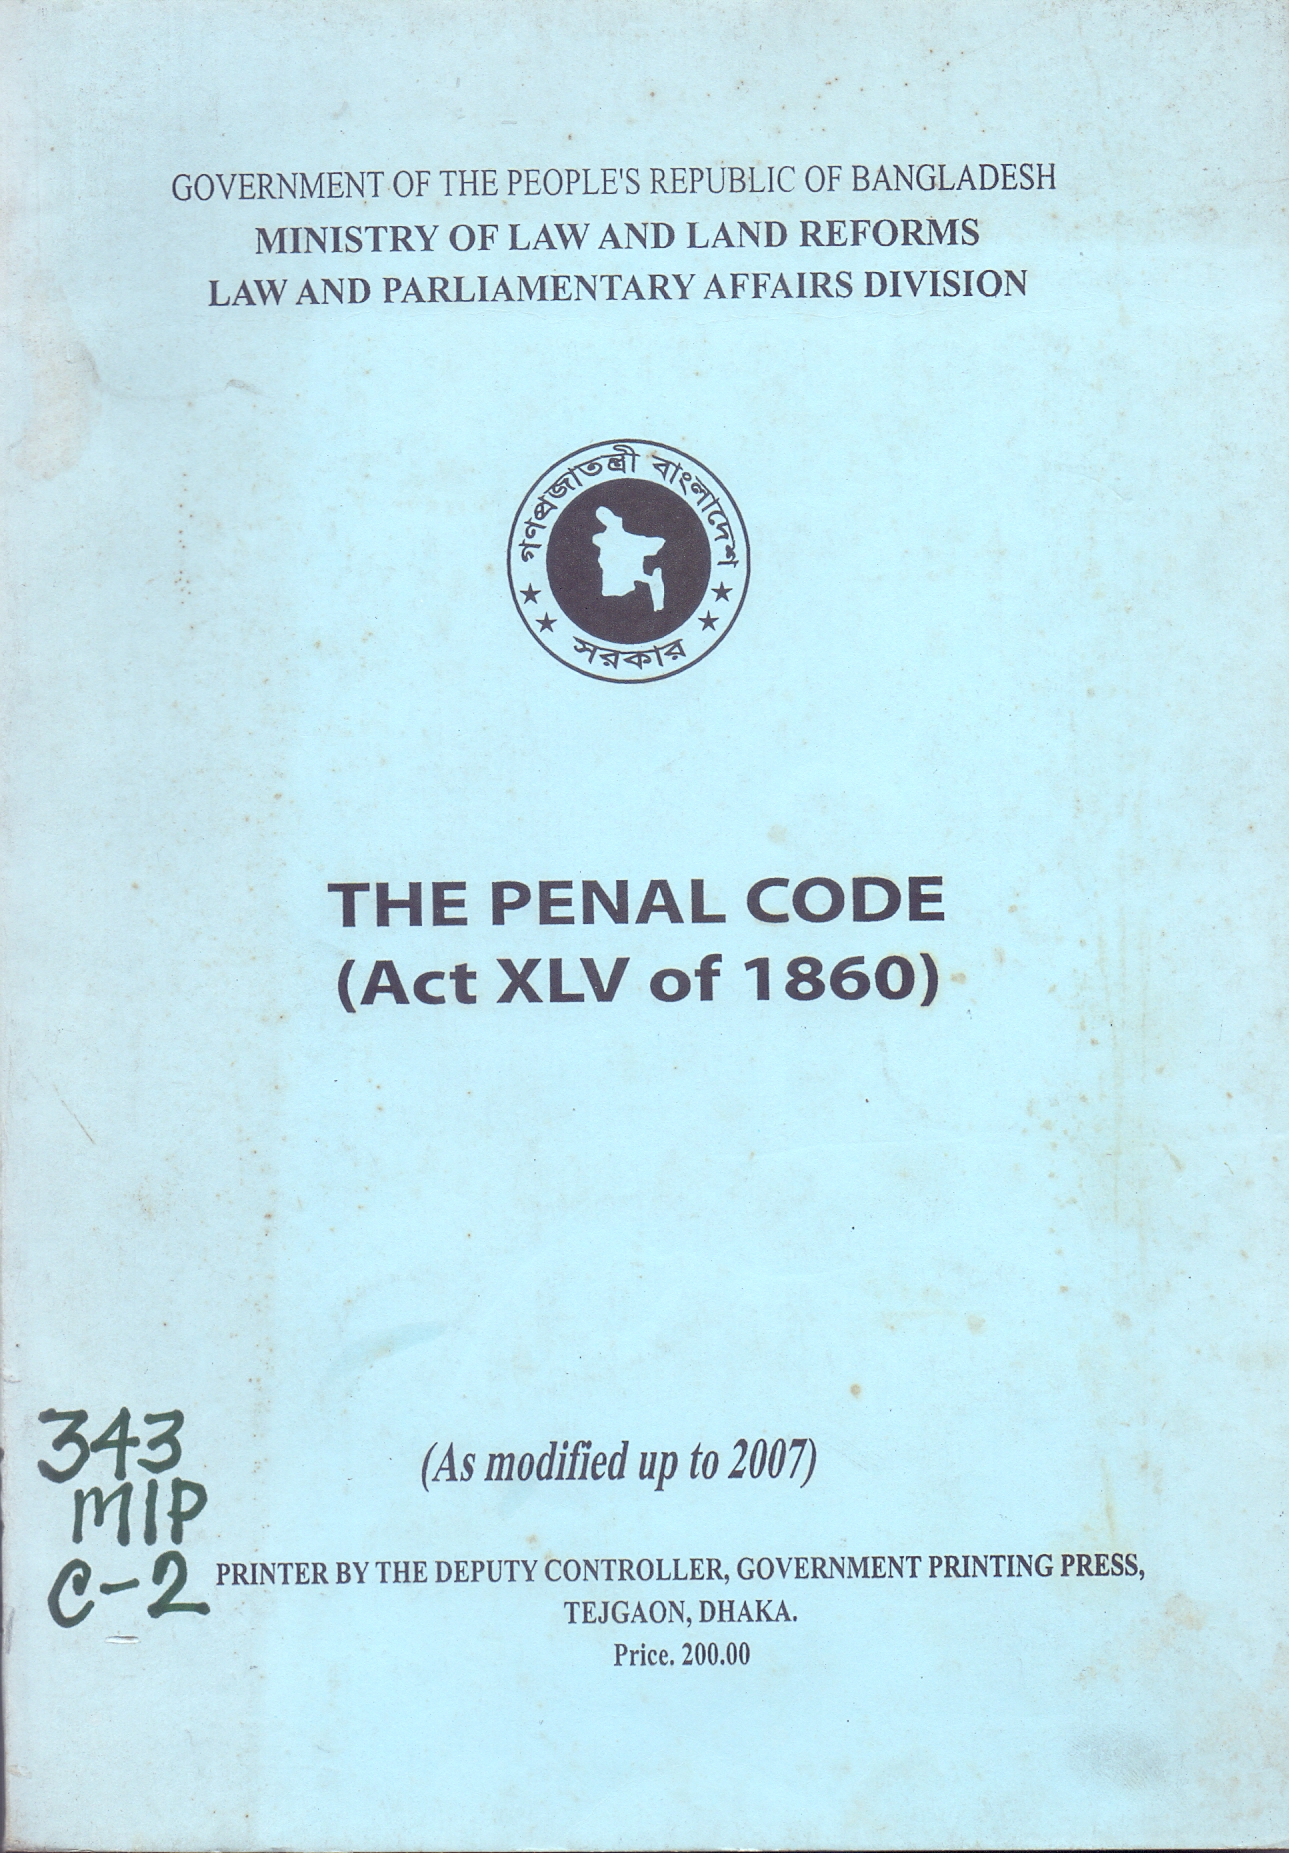 GOVERNMENT OF THE PEOPLE'S REPUBLIC OF BANGLADESH
MINISTRY OF LAW AND LAND REFORMS
LAW AND PARLIAMENTARY AFFAIRS DIVISION
গণপ্রজাতন্ত্রী বাংলাদেশ
সরকার
THE PENAL CODE
(Act XLV of 1860)
(As modified up to 2007)
343
MIP
C-2
PRINTER BY THE DEPUTY CONTROLLER, GOVERNMENT PRINTING PRESS,
TEJGAON, DHAKA.
Price. 200.00